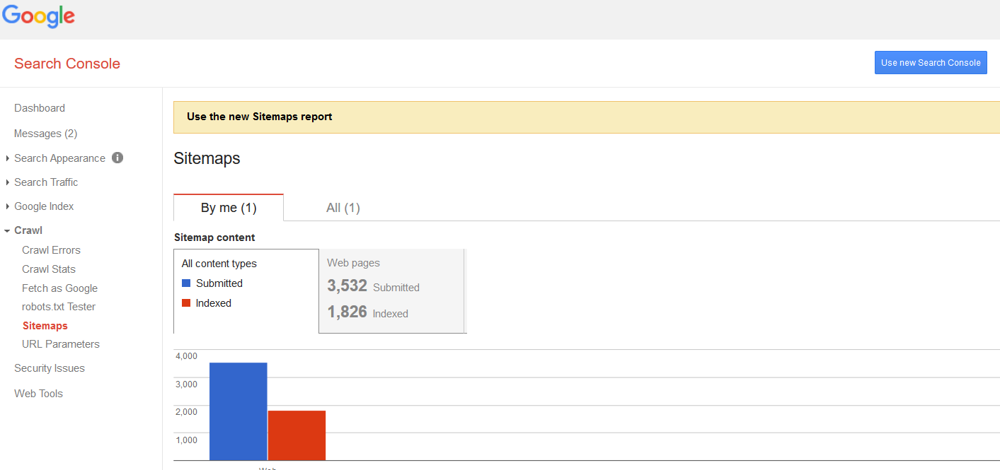 Google
Search Console
Use new Search Console
Dashboard
Messages (2)
Search Appearance
Search Traffic
Google Index
Crawl
Crawl Errors
Crawl Stats
Fetch as Google
robots.txt Tester
Sitemaps
URL Parameters
Security Issues
Web Tools
Use the new Sitemaps report
Sitemaps
By me (1) All (1)
Sitemap content
All content types
Submitted
Indexed
Web pages
3,532 Submitted
1,826 Indexed
4,000
3,000
2,000
1,000